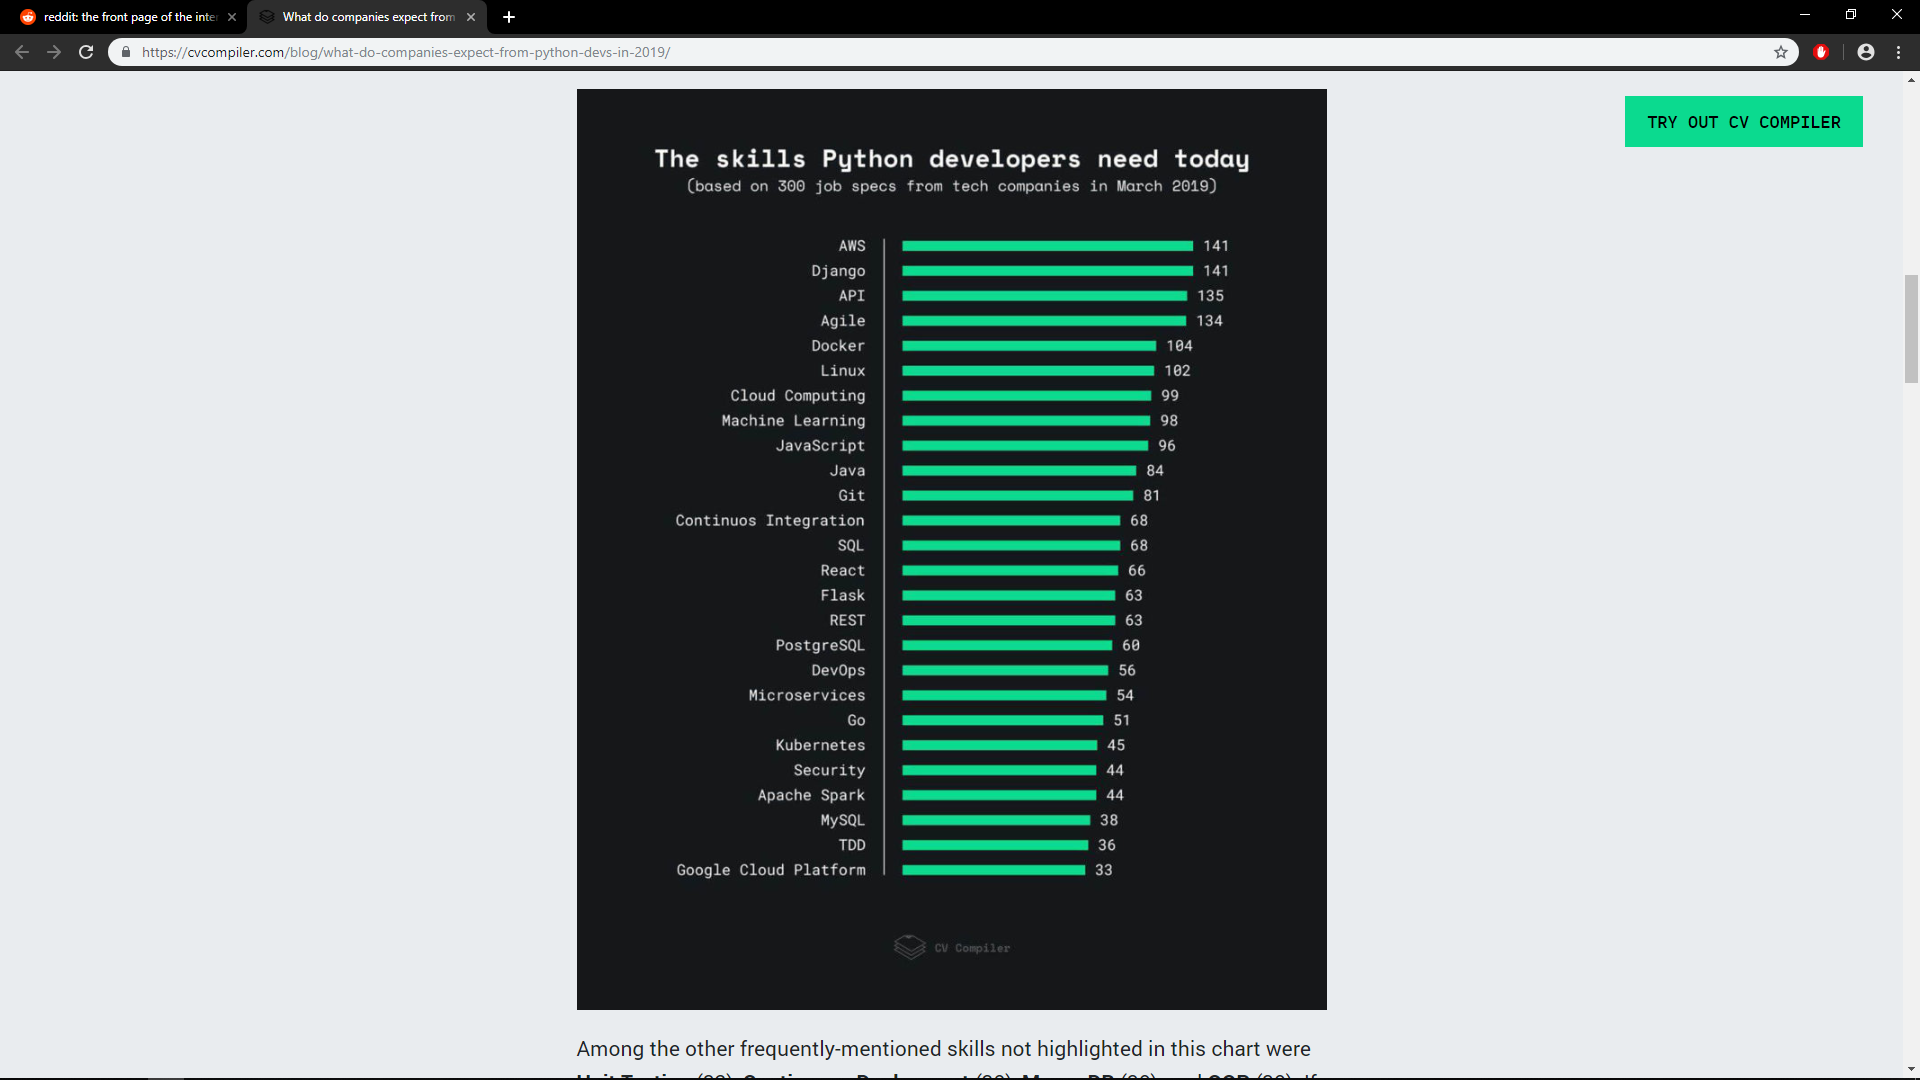 reddit: the front page of the inte
What do companies expect from
https://cvcompiler.com/blog/what-do-companies-expect-from-python-devs-in-2019/
TRY OUT CV COMPILER
The skills Python developers need today
(based on 300 job specs from tech companies in March 2019)
AWS 141
Django 141
API 135
Agile 134
Docker 104
Linux 102
Cloud Computing 99
Machine Learning 98
JavaScript 96
Java 84
Git 81
Continuos Integration 68
SQL 68
React 66
Flask 63
REST 63
PostgreSQL 60
DevOps 56
Microservices 54
Go 51
Kubernetes 45
Security 44
Apache Spark 44
MySQL 38
TDD 36
Google Cloud Platform 33
CV Compiler
Among the other frequently-mentioned skills not highlighted in this chart were